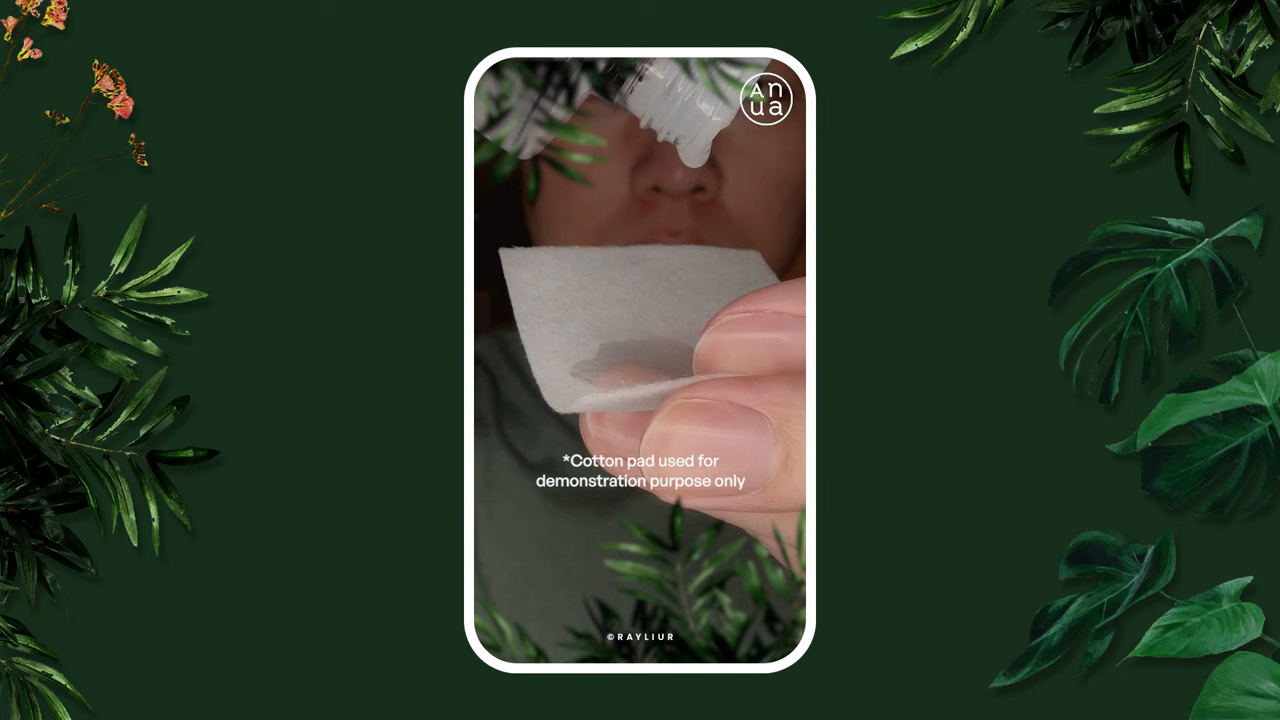 An
ua
*Cotton pad used for
demonstration purpose only
©RAYLIUR